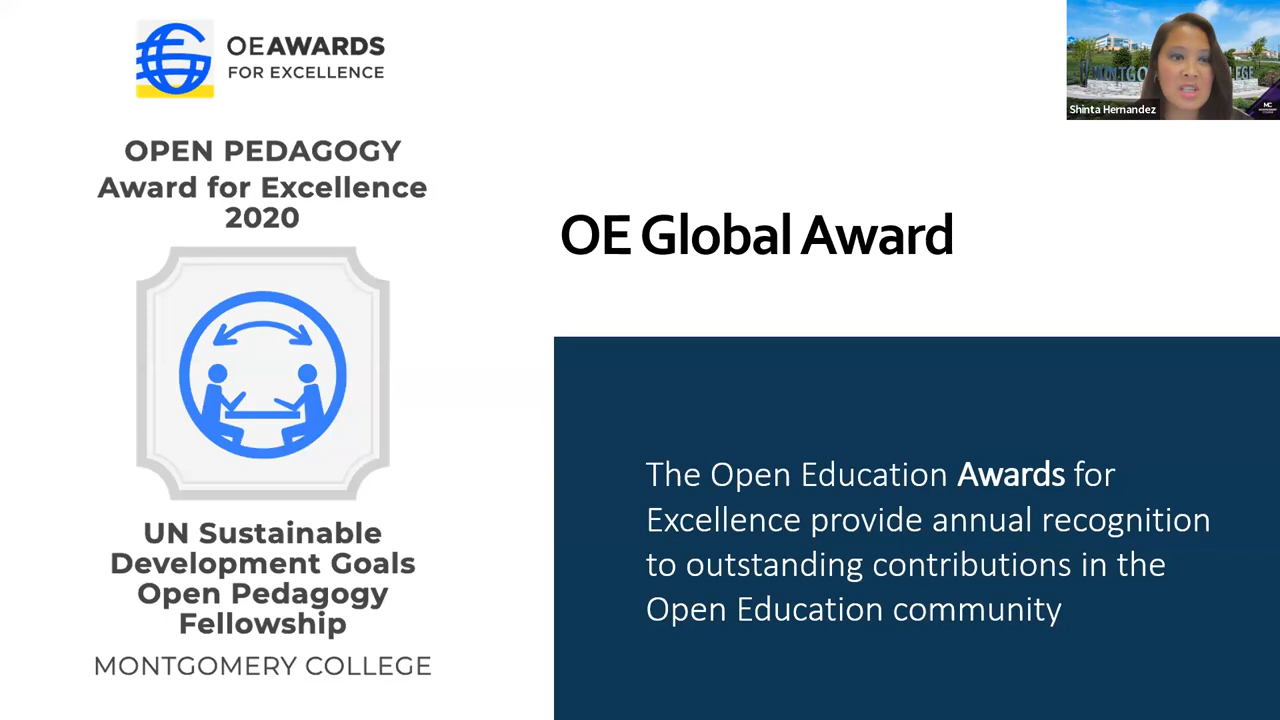 OEAWARDS
FOR EXCELLENCE
OPEN PEDAGOGY
Award for Excellence
2020
UN Sustainable
Development Goals
Open Pedagogy
Fellowship
MONTGOMERY COLLEGE
OE Global Award
The Open Education Awards for
Excellence provide annual recognition
to outstanding contributions in the
Open Education community
Shinta Hernandez
MC